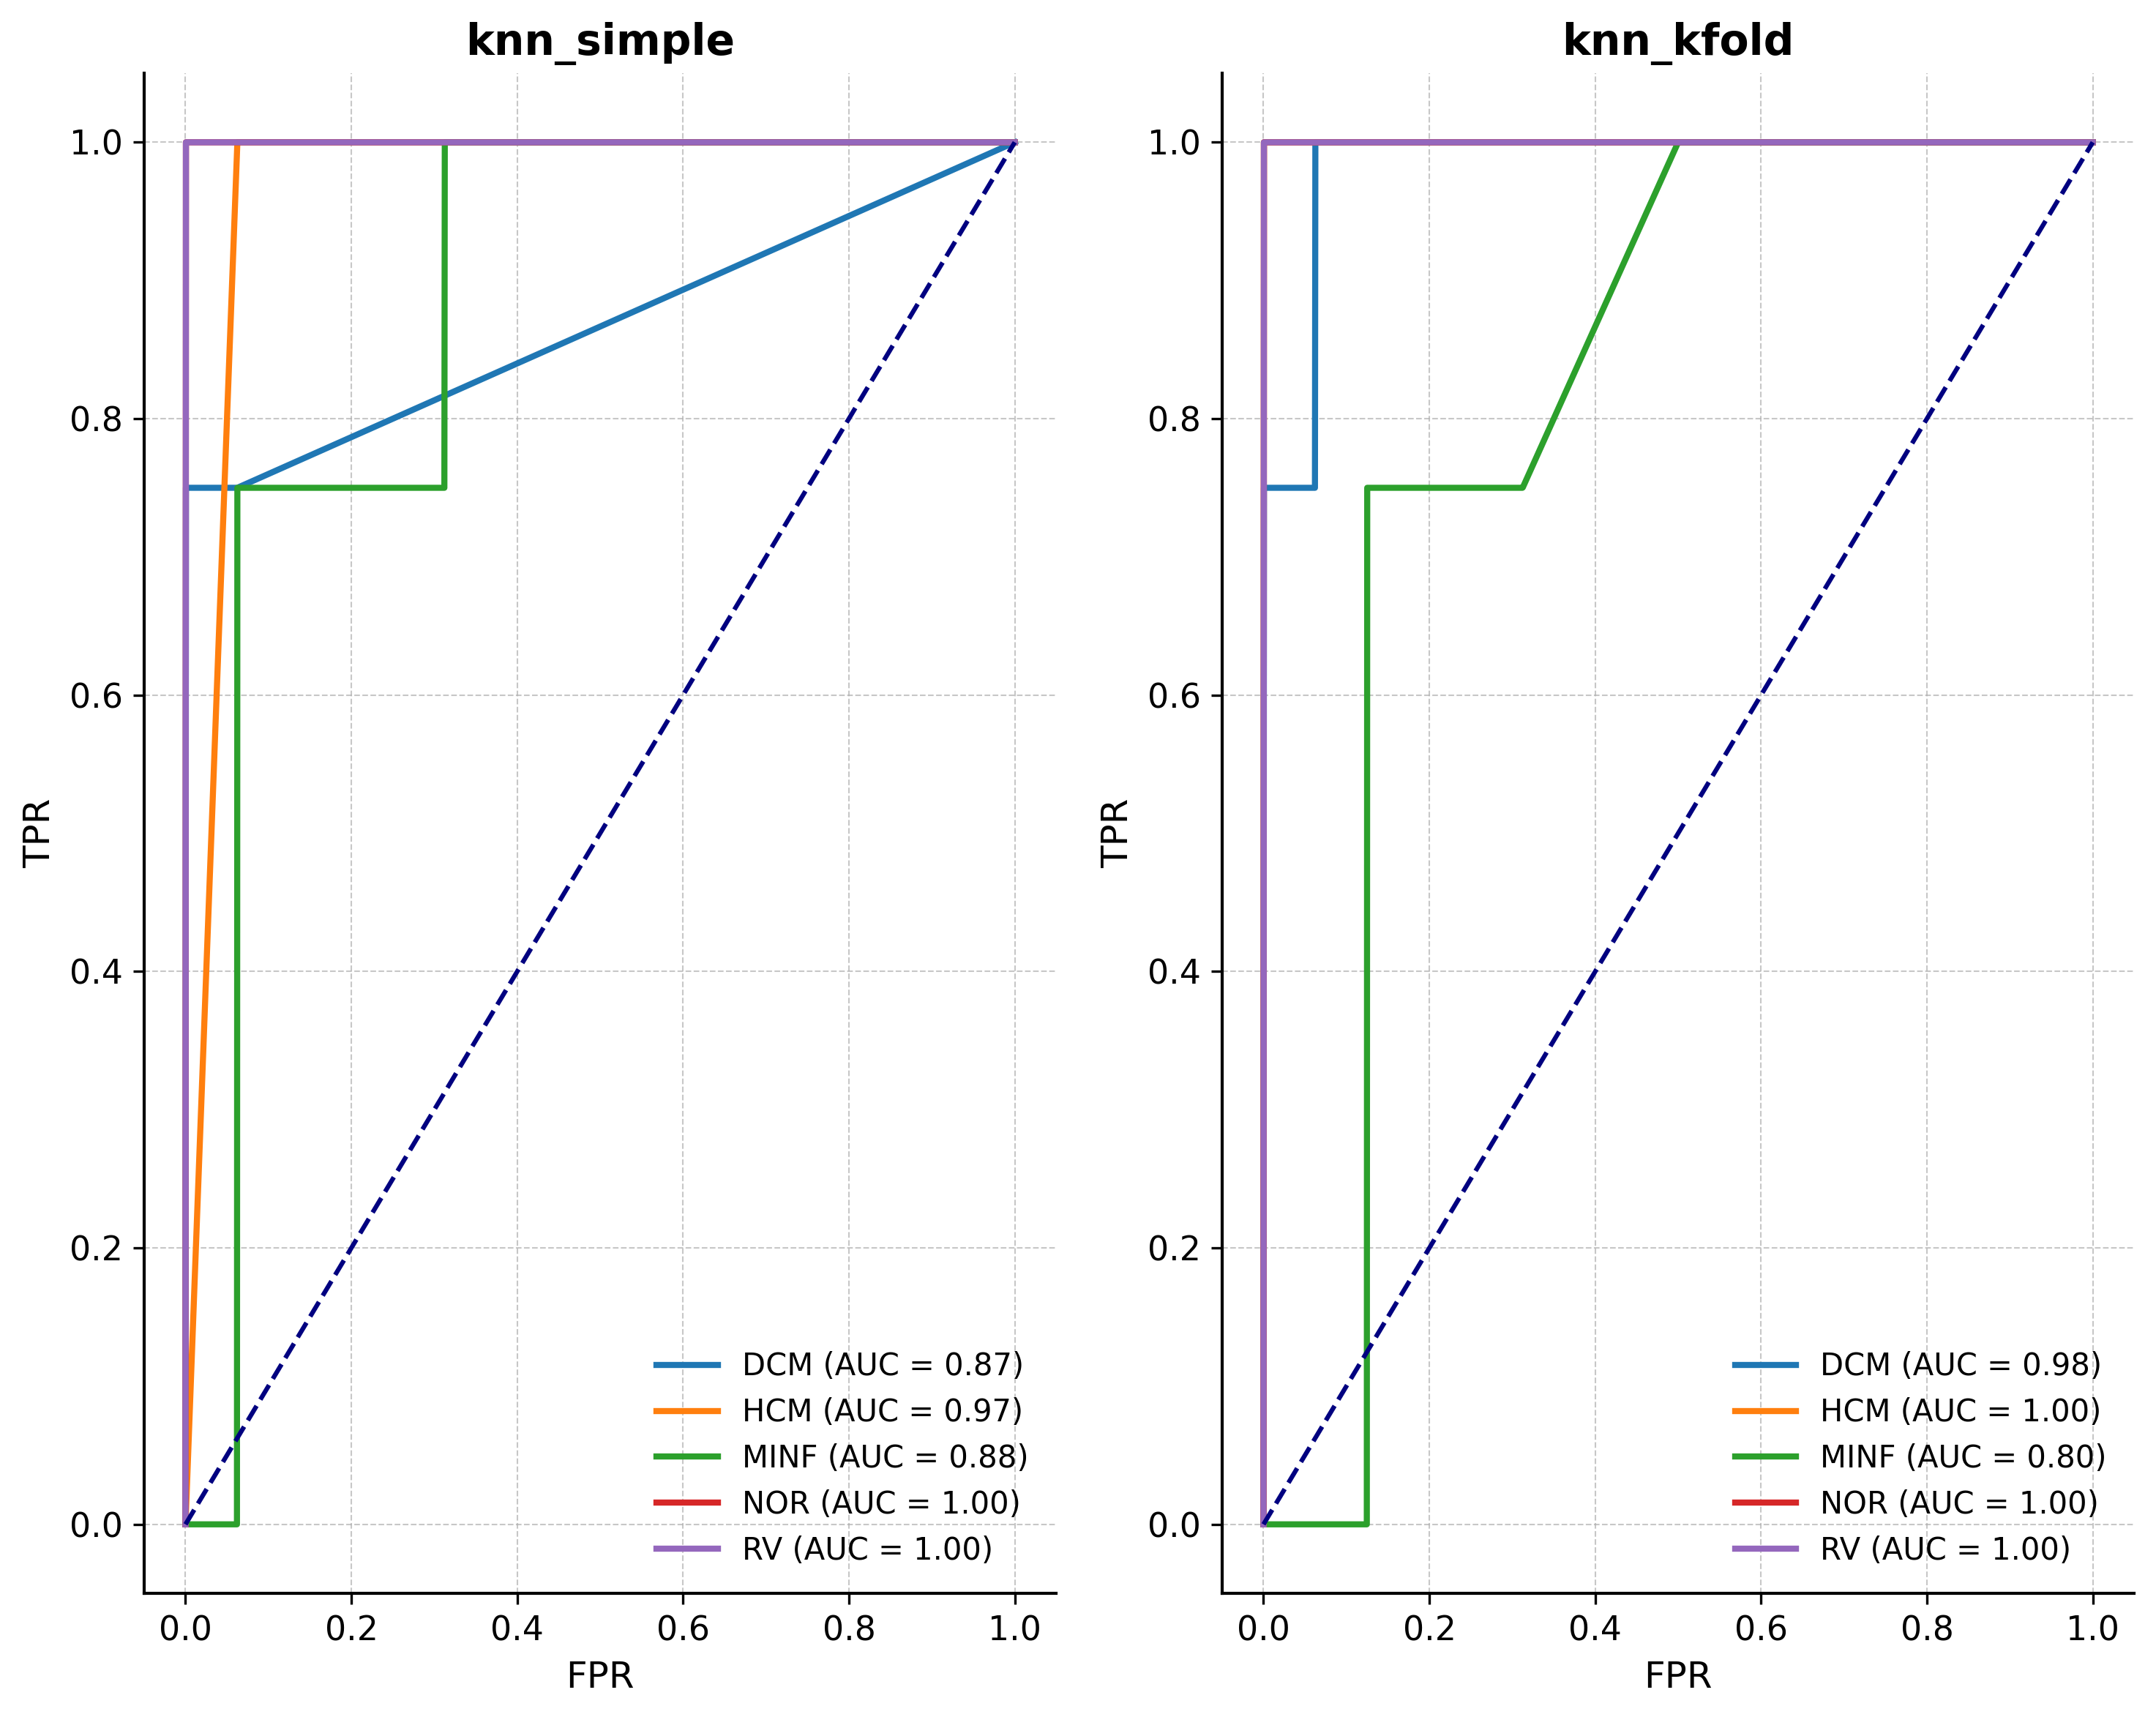 knn_simple
TPR
1.0
0.8
0.6
0.4
0.2
0.0
0.0 0.2 0.4 0.6 0.8 1.0
FPR
DCM (AUC = 0.87)
HCM (AUC = 0.97)
MINF (AUC = 0.88)
NOR (AUC = 1.00)
RV (AUC = 1.00)
knn_kfold
TPR
1.0
0.8
0.6
0.4
0.2
0.0
0.0 0.2 0.4 0.6 0.8 1.0
FPR
DCM (AUC = 0.98)
HCM (AUC = 1.00)
MINF (AUC = 0.80)
NOR (AUC = 1.00)
RV (AUC = 1.00)